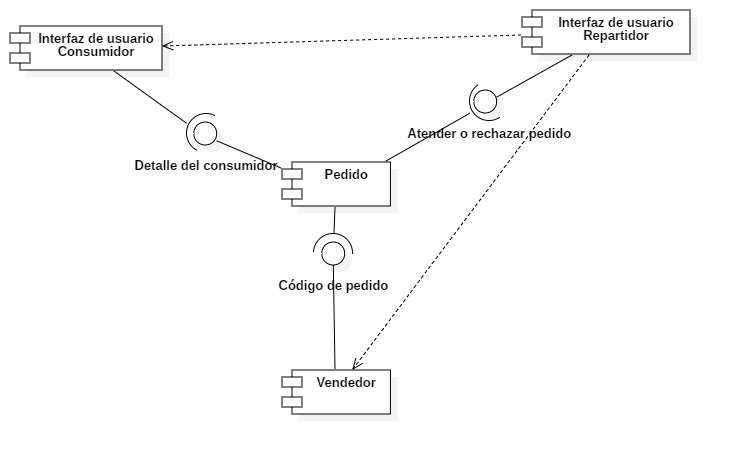 Interfaz de usuario
Consumidor
Interfaz de usuario
Repartidor
Atender o rechazar pedido
Detalle del consumidor
Pedido
Código de pedido
Vendedor